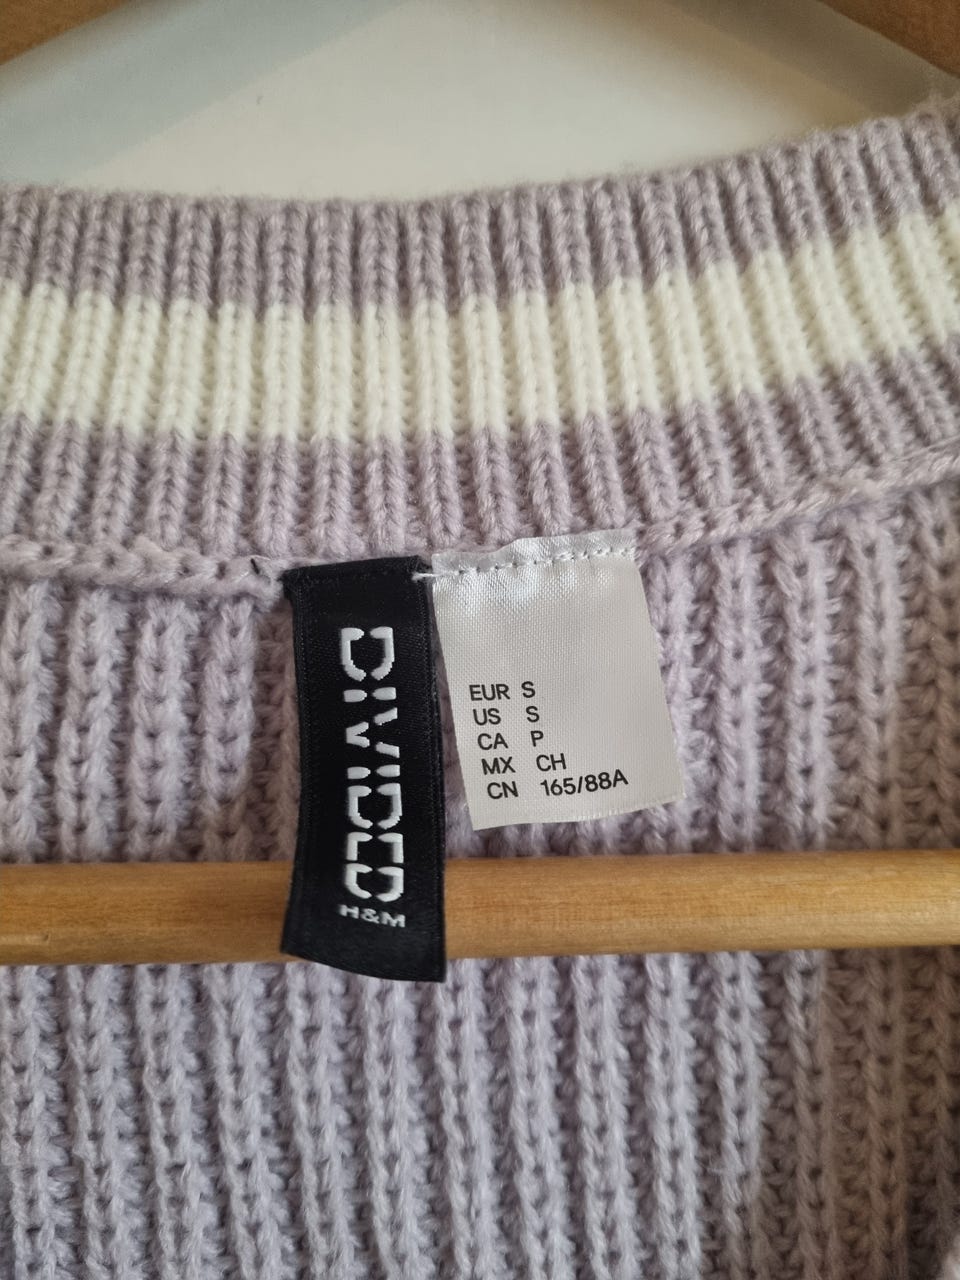 DIVIDED
H&M
EUR S
US S
CA P
MX CH
CN 165/88A